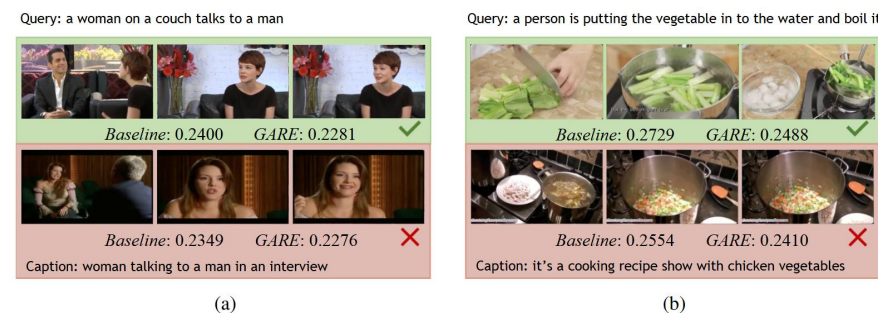 Query: a woman on a couch talks to a man
Baseline: 0.2400 GARE: 0.2281
Baseline: 0.2349 GARE: 0.2276
Caption: woman talking to a man in an interview
(a)
Query: a person is putting the vegetable in to the water and boil it
Baseline: 0.2729 GARE: 0.2488
Baseline: 0.2554 GARE: 0.2410
Caption: it's a cooking recipe show with chicken vegetables
(b)